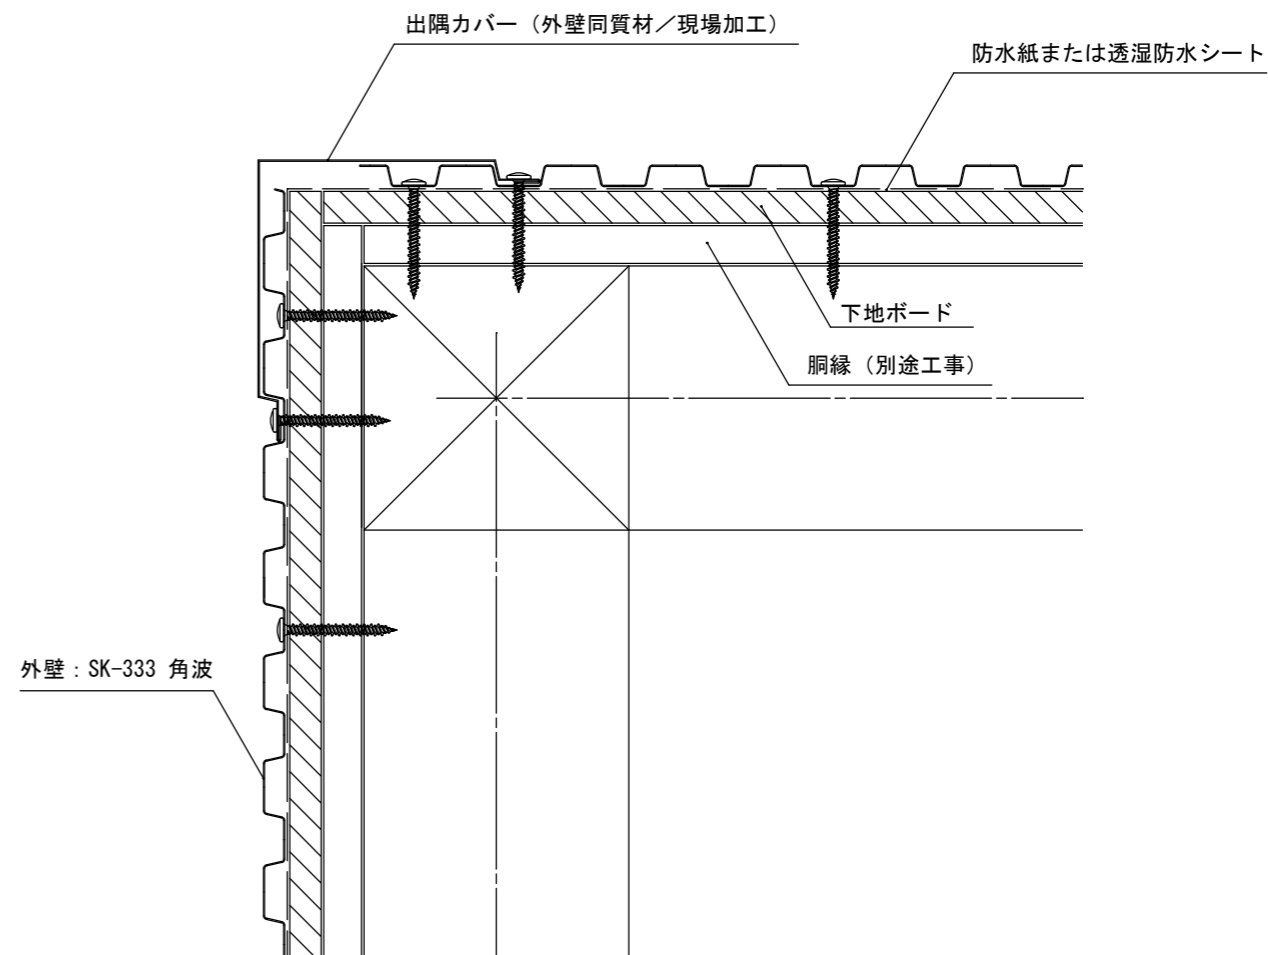 出隅カバー（外壁同質材／現場加工）
防水紙または透湿防水シート
下地ボード
胴縁（別途工事）
外壁：SK-333 角波